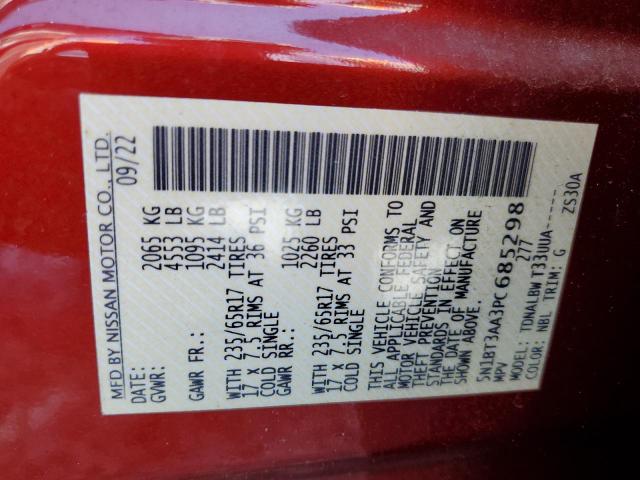 MFD BY NISSAN MOTOR CO., LTD.
DATE: 09/22
GVWR: 2065 KG
4553 LB
GAWR FR.: 1095 KG
2414 LB
WITH 235/65R17 TIRES
17 X 7.5 RIMS AT 36 PSI
COLD SINGLE
GAWR RR.: 1025 KG
2260 LB
WITH 235/65R17 TIRES
17 X 7.5 RIMS AT 33 PSI
COLD SINGLE
THIS VEHICLE CONFORMS TO
ALL APPLICABLE FEDERAL
MOTOR VEHICLE SAFETY AND
THEFT PREVENTION
STANDARDS IN EFFECT ON
THE DATE OF MANUFACTURE
SHOWN ABOVE.
5N1BT3AA3PC685298
MPV 277
MODEL: TDNALBW T33UUA-----
COLOR: NBL TRIM: G ZS30A